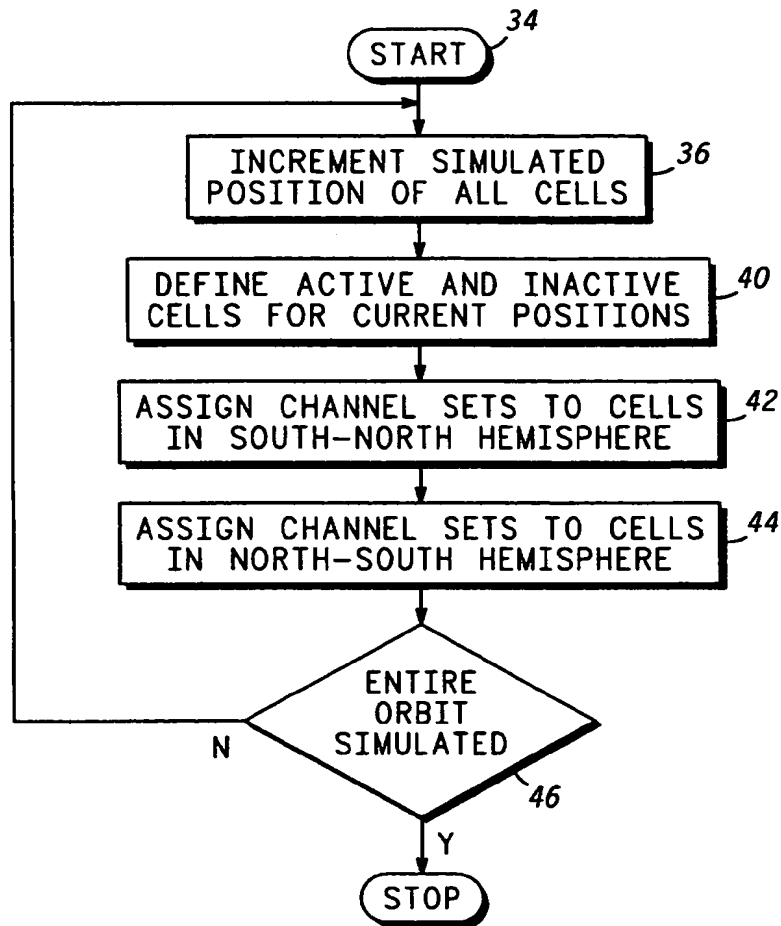 START
34
INCREMENT SIMULATED
POSITION OF ALL CELLS
36
DEFINE ACTIVE AND INACTIVE
CELLS FOR CURRENT POSITIONS
40
ASSIGN CHANNEL SETS TO CELLS
IN SOUTH–NORTH HEMISPHERE
42
ASSIGN CHANNEL SETS TO CELLS
IN NORTH–SOUTH HEMISPHERE
44
ENTIRE
ORBIT
SIMULATED
N
46
Y
STOP